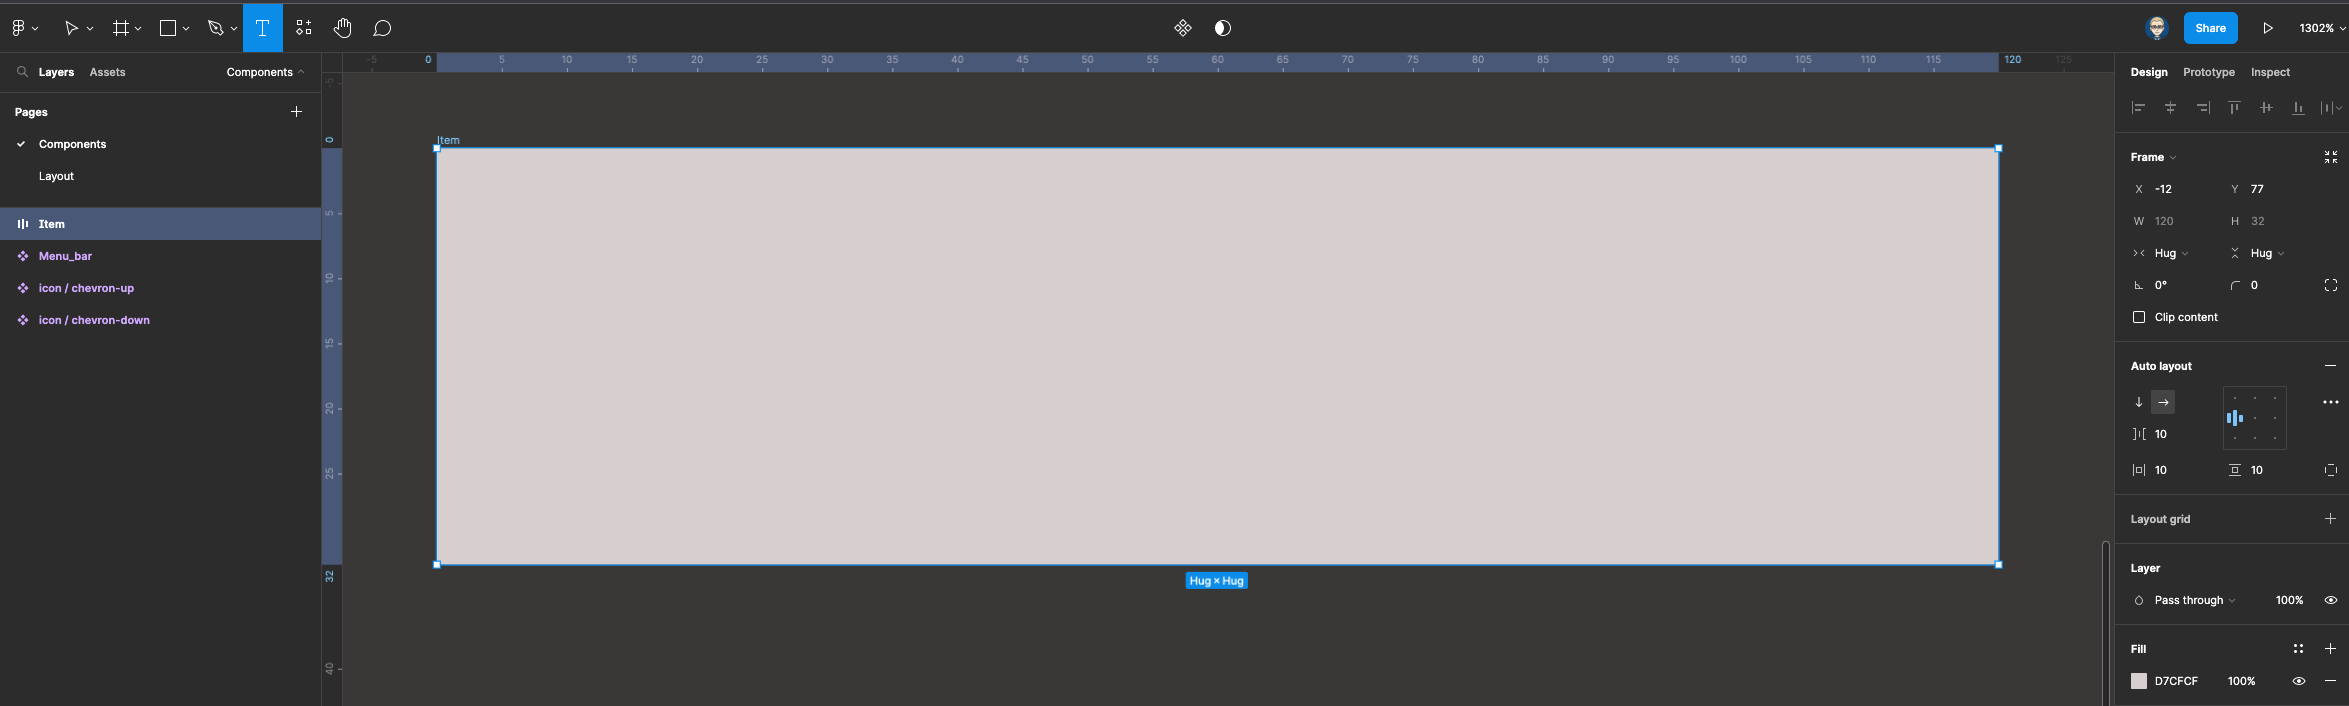 Share
1302%
Layers Assets Components
Pages
Components
Layout
Item
Menu_bar
icon / chevron-up
icon / chevron-down
-5 0 5 10 15 20 25 30 35 40 45 50 55 60 65 70 75 80 85 90 95 100 105 110 115 120 125
-5
0
5
10
15
20
25
32
40
Item
Hug × Hug
Design Prototype Inspect
Frame
X -12 Y 77
W 120 H 32
Hug Hug
0° 0
Clip content
Auto layout
10
10 10
Layout grid
Layer
Pass through 100%
Fill
D7CFCF 100%